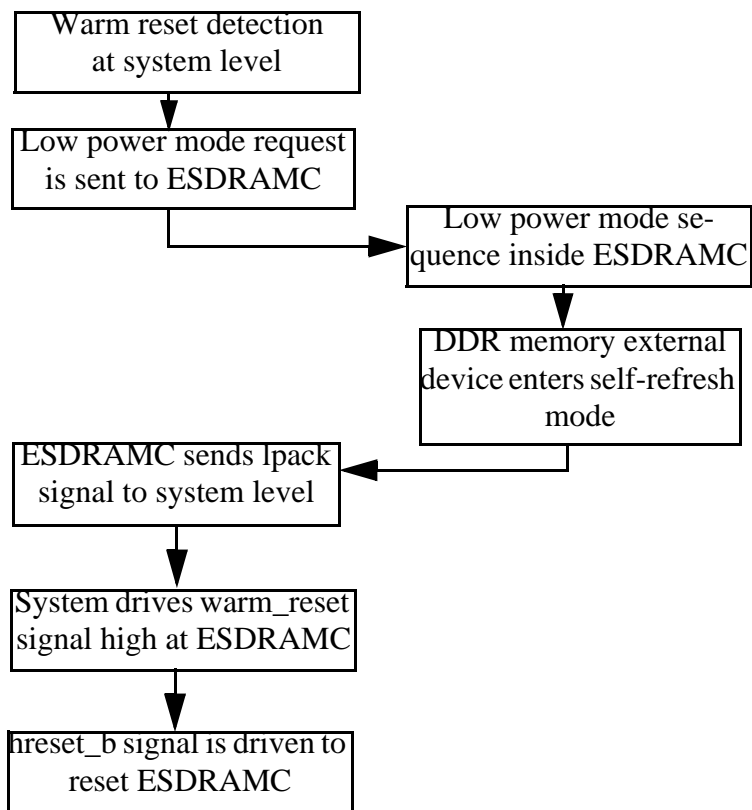 Warm reset detection
at system level
Low power mode request
is sent to ESDRAMC
Low power mode se-
quence inside ESDRAMC
DDR memory external
device enters self-refresh
mode
ESDRAMC sends lpack
signal to system level
System drives warm_reset
signal high at ESDRAMC
hreset_b signal is driven to
reset ESDRAMC